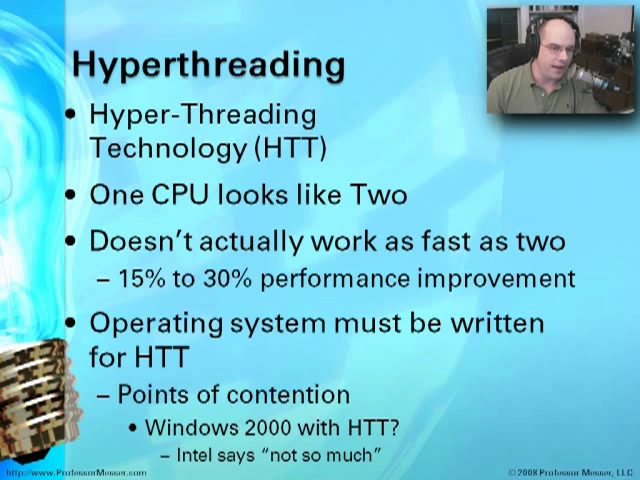 Hyperthreading
• Hyper-Threading
Technology (HTT)
• One CPU looks like Two
• Doesn't actually work as fast as two
– 15% to 30% performance improvement
• Operating system must be written
for HTT
– Points of contention
• Windows 2000 with HTT?
– Intel says "not so much"
http://www.ProfessorMesser.com
© 2008 Professor Messer, LLC